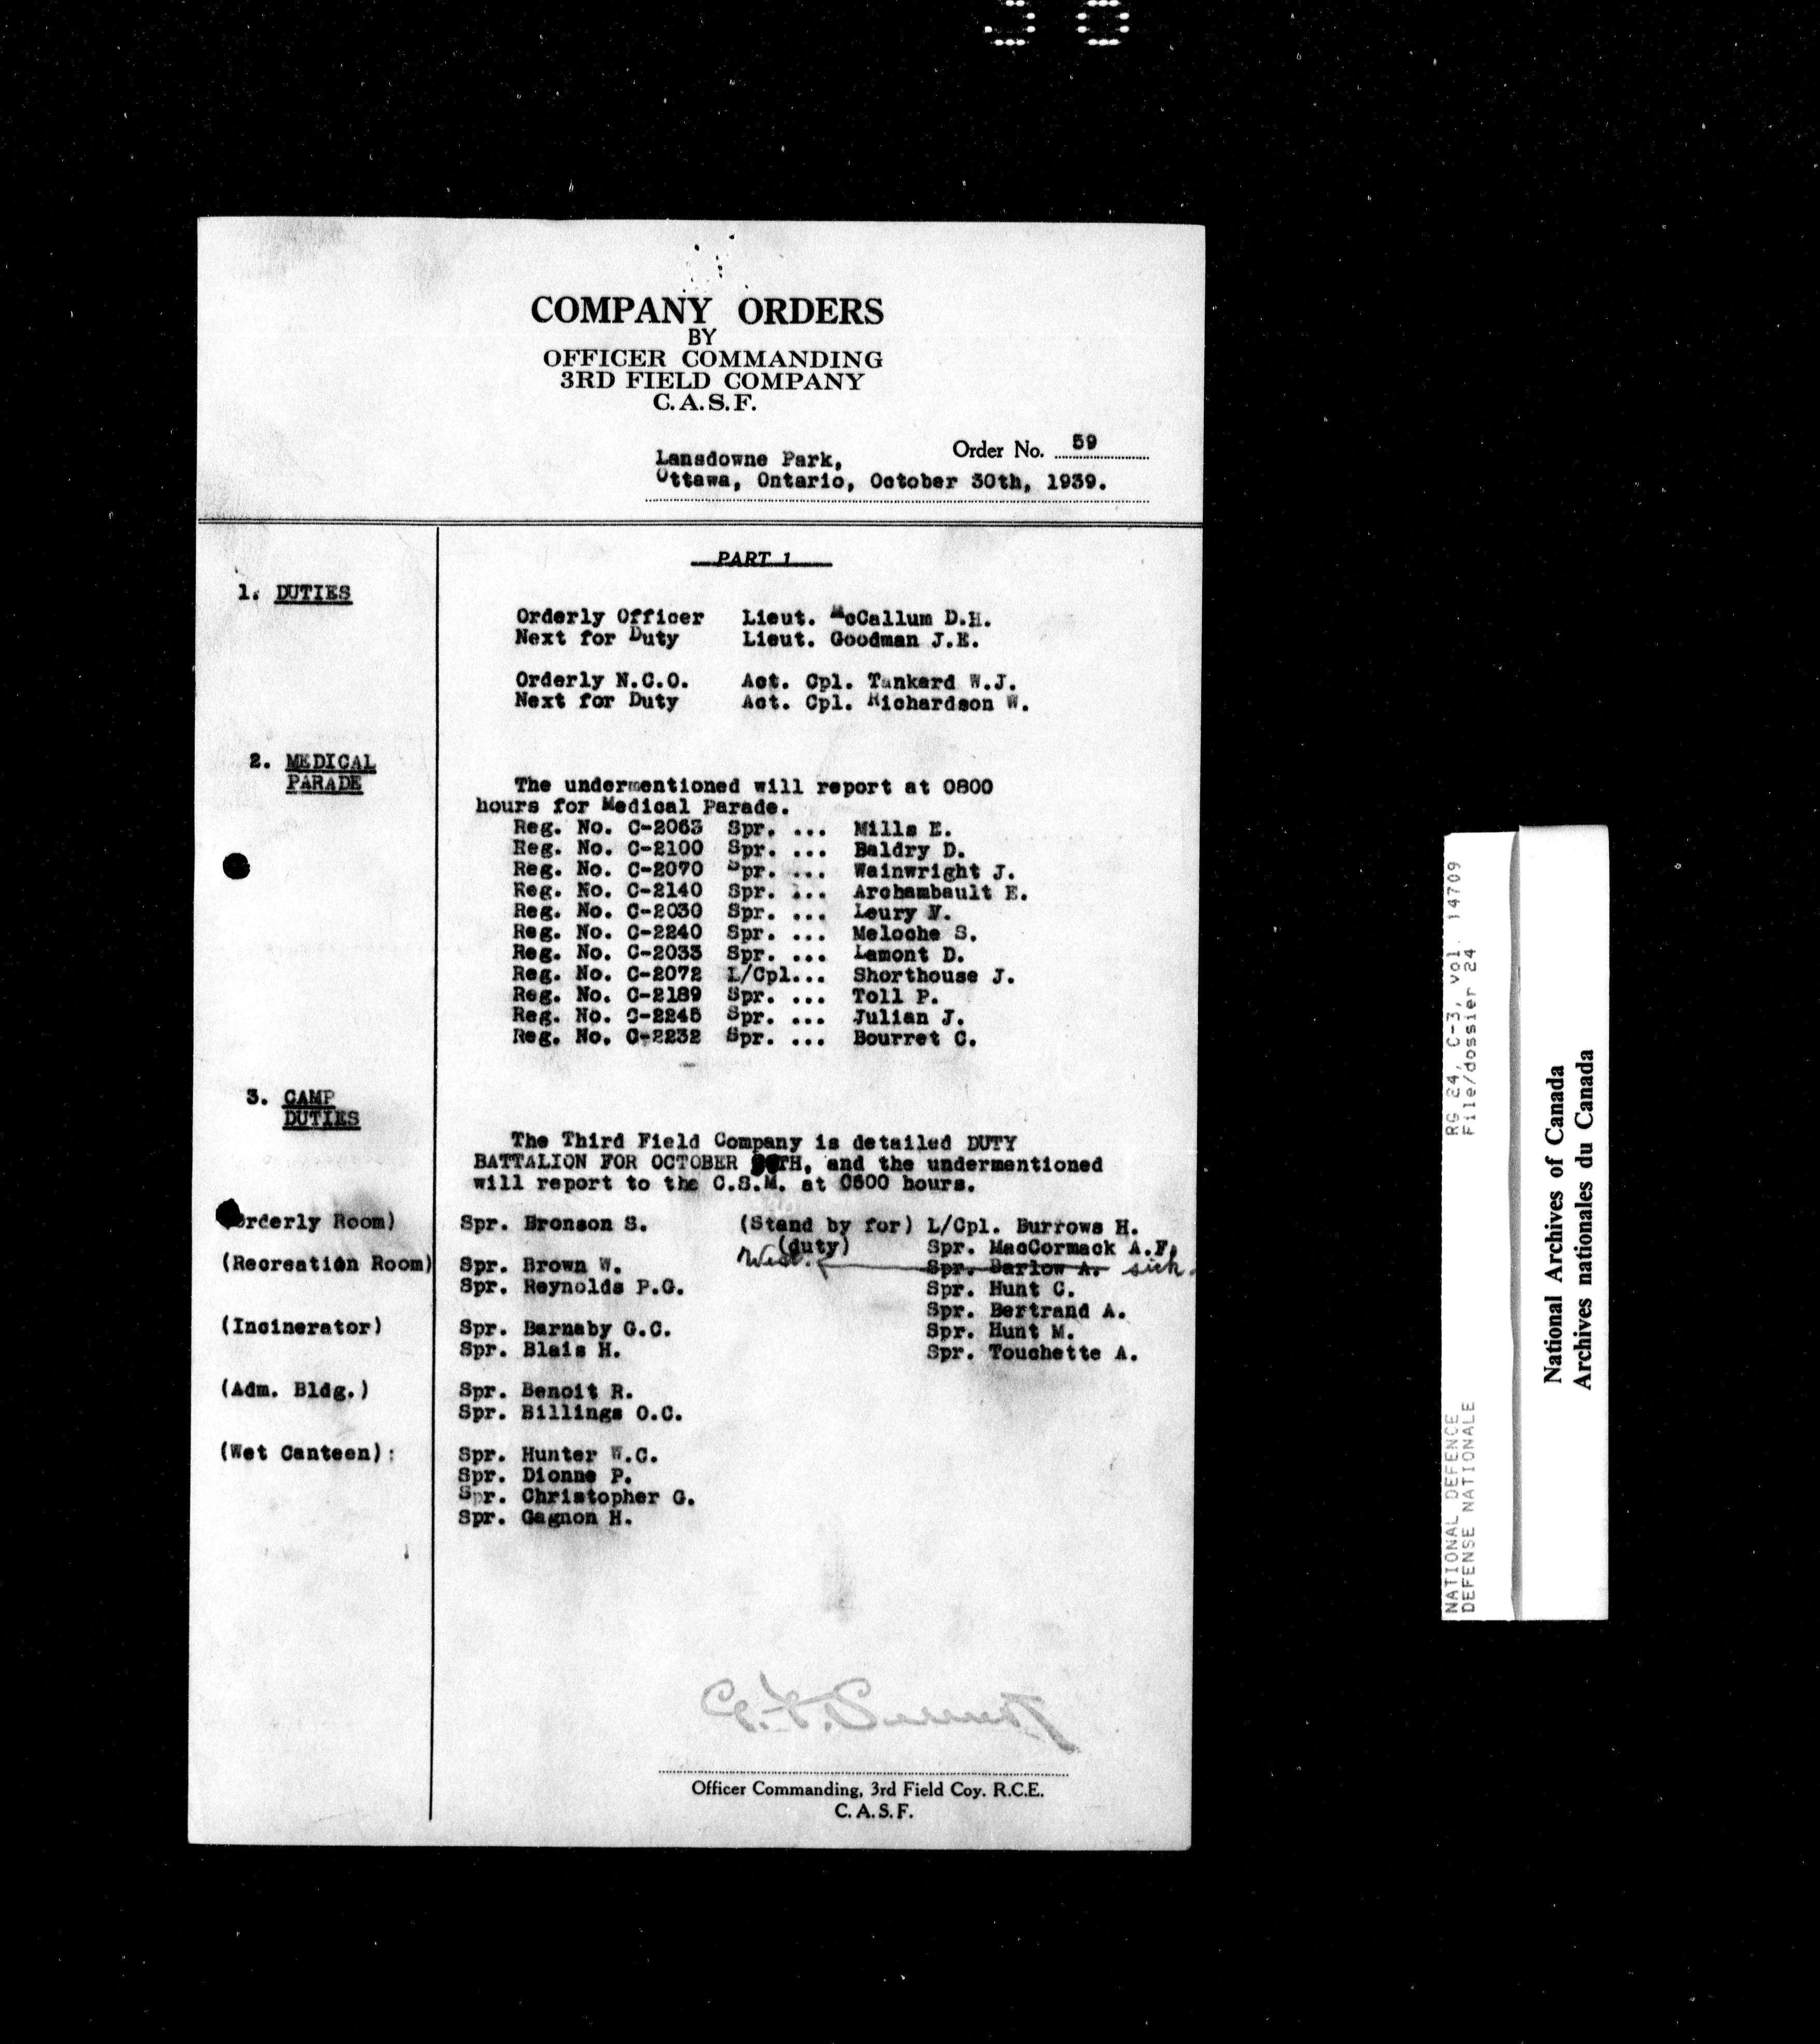 30
COMPANY ORDERS
BY
OFFICER COMMANDING
3RD FIELD COMPANY
C.A.S.F.
Order No. 59
Lansdowne Park,
Ottawa, Ontario, October 30th, 1939.
PART 1
1. DUTIES
Orderly Officer Lieut. McCallum D.H.
Next for Duty Lieut. Goodman J.E.
Orderly N.C.O. Act. Cpl. Tankard W.J.
Next for Duty Act. Cpl. Richardson W.
2. MEDICAL
PARADE
The undermentioned will report at 0800
hours for Medical Parade.
Reg. No. C-2063 Spr. ... Mills E.
Reg. No. C-2100 Spr. ... Baldry D.
Reg. No. C-2070 Spr. ... Wainwright J.
Reg. No. C-2140 Spr. ... Archambault E.
Reg. No. C-2030 Spr. ... Leury V.
Reg. No. C-2240 Spr. ... Meloche S.
Reg. No. C-2033 Spr. ... Lamont D.
Reg. No. C-2072 L/Cpl... Shorthouse J.
Reg. No. C-2189 Spr. ... Toll P.
Reg. No. C-2245 Spr. ... Julian J.
Reg. No. C-2232 Spr. ... Bourret C.
3. CAMP
DUTIES
The Third Field Company is detailed DUTY
BATTALION FOR OCTOBER TH, and the undermentioned
will report to the C.S.M. at 0600 hours.
(Orderly Room) Spr. Bronson S. (Stand by for) L/Cpl. Burrows H.
(duty) Spr. MacCormack A.F.
(Recreation Room) Spr. Brown W. West. Spr. Barlow A. sick.
Spr. Reynolds P.G. Spr. Hunt C.
Spr. Bertrand A.
(Incinerator) Spr. Barnaby G.C. Spr. Hunt M.
Spr. Blais H. Spr. Touchette A.
(Adm. Bldg.) Spr. Benoit R.
Spr. Billings O.C.
(Wet Canteen): Spr. Hunter W.C.
Spr. Dionne P.
Spr. Christopher G.
Spr. Gagnon H.
Officer Commanding, 3rd Field Coy. R.C.E.
C.A.S.F.
RG 24, C-3, vol. 14709
File/dossier 24
NATIONAL DEFENCE
DEFENSE NATIONALE
National Archives of Canada
Archives nationales du Canada